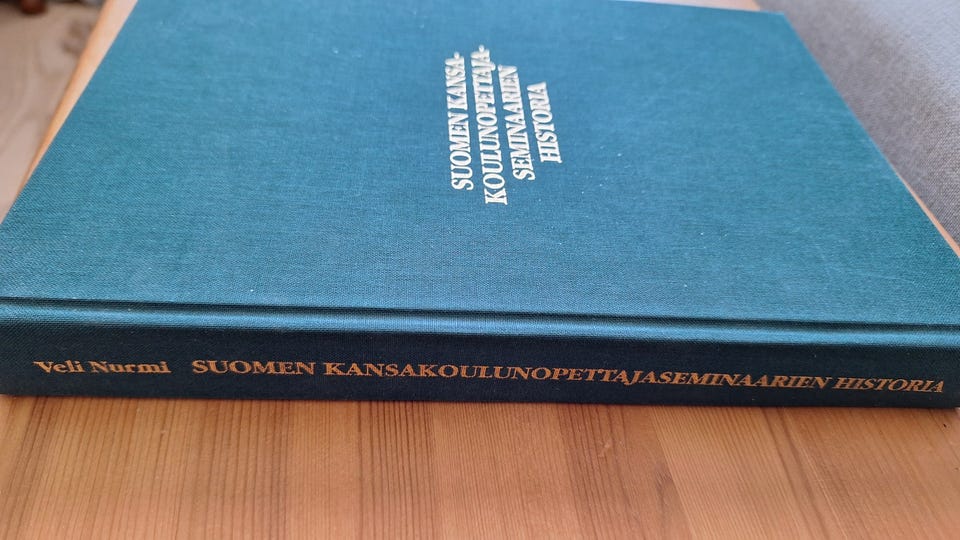 SUOMEN KANSA-
KOULUNOPETTAJA-
SEMINAARIEN
HISTORIA
Veli Nurmi SUOMEN KANSAKOULUNOPETTAJASEMINAARIEN HISTORIA